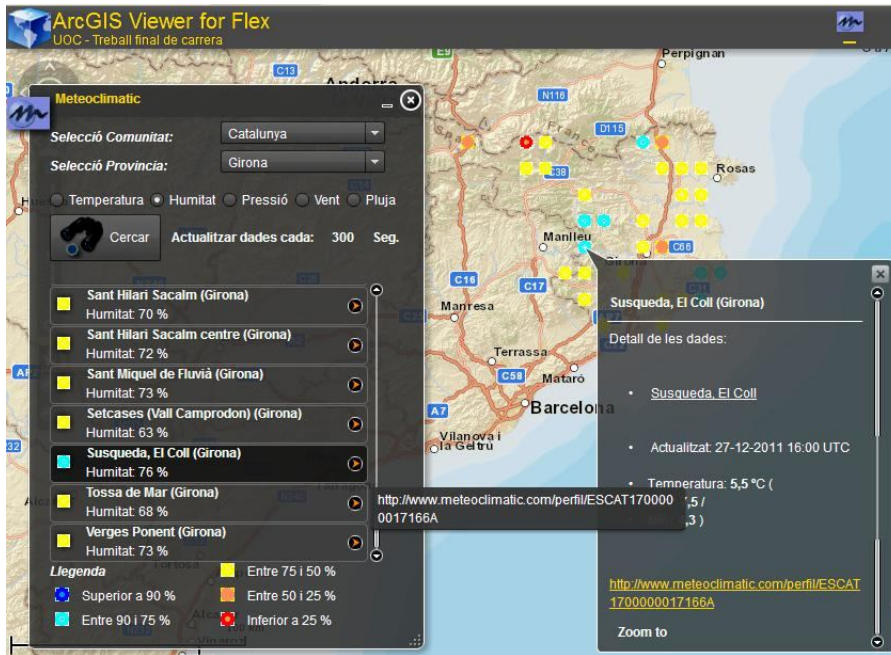 ArcGIS Viewer for Flex
UOC - Treball final de carrera
Meteoclimatic
Selecció Comunitat:
Catalunya
Selecció Provincia:
Girona
Temperatura Humitat Pressió Vent Pluja
Cercar
Actualitzar dades cada: 300 Seg.
Sant Hilari Sacalm (Girona)
Humitat: 70 %
Sant Hilari Sacalm centre (Girona)
Humitat: 72 %
Sant Miquel de Fluvià (Girona)
Humitat: 73 %
Setcases (Vall Camprodon) (Girona)
Humitat: 63 %
Susqueda, El Coll (Girona)
Humitat: 76 %
Tossa de Mar (Girona)
Humitat: 68 %
Verges Ponent (Girona)
Humitat: 73 %
Llegenda
Superior a 90 %
Entre 90 i 75 %
Entre 75 i 50 %
Entre 50 i 25 %
Inferior a 25 %
http://www.meteoclimatic.com/perfil/ESCAT170000
0017166A
E9
Perpignan
C13
Andorra
N116
D115
C38
Rosas
Manlleu
C66
Girona
C16
C17
C31
Manresa
Terrassa
C58
Mataró
A7
Barcelona
Vilanova i
la Geltrú
Susqueda, El Coll (Girona)
Detall de les dades:
• Susqueda, El Coll
• Actualitzat: 27-12-2011 16:00 UTC
• Temperatura: 5,5 ºC (
,5 /
,3 )
http://www.meteoclimatic.com/perfil/ESCAT
1700000017166A
Zoom to